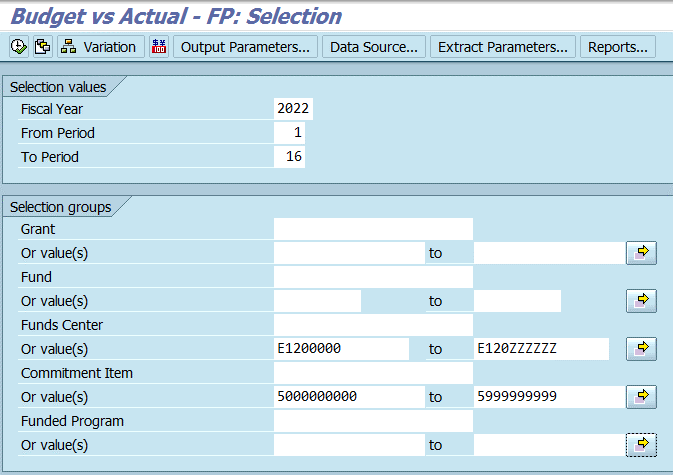 Budget vs Actual - FP: Selection
Variation Output Parameters... Data Source... Extract Parameters... Reports...
Selection values
Fiscal Year 2022
From Period 1
To Period 16
Selection groups
Grant
Or value(s) to
Fund
Or value(s) to
Funds Center
Or value(s) E1200000 to E120ZZZZZZ
Commitment Item
Or value(s) 5000000000 to 5999999999
Funded Program
Or value(s) to